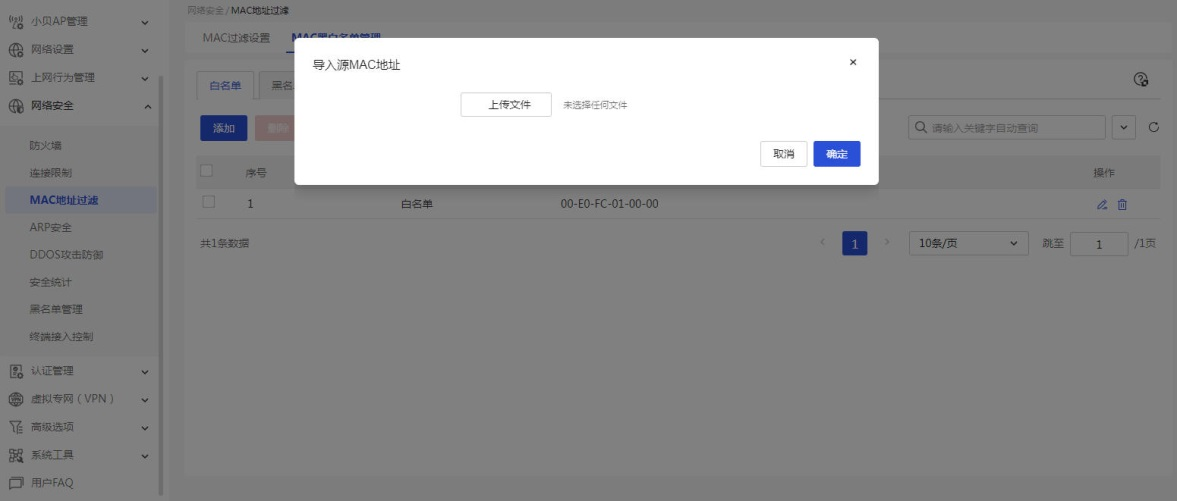 网络安全 / MAC地址过滤
小贝AP管理
网络设置
上网行为管理
网络安全
防火墙
连接限制
MAC地址过滤
ARP安全
DDOS攻击防御
安全统计
黑名单管理
终端接入控制
认证管理
虚拟专网（VPN）
高级选项
系统工具
用户FAQ
MAC过滤设置 MAC黑白名单管理
导入源MAC地址 ×
上传文件 未选择任何文件
取消 确定
白名单 黑名
添加 删除 请输入关键字自动查询
序号 操作
1 白名单 00-E0-FC-01-00-00
共1条数据 < 1 > 10条/页 跳至 1 /1页